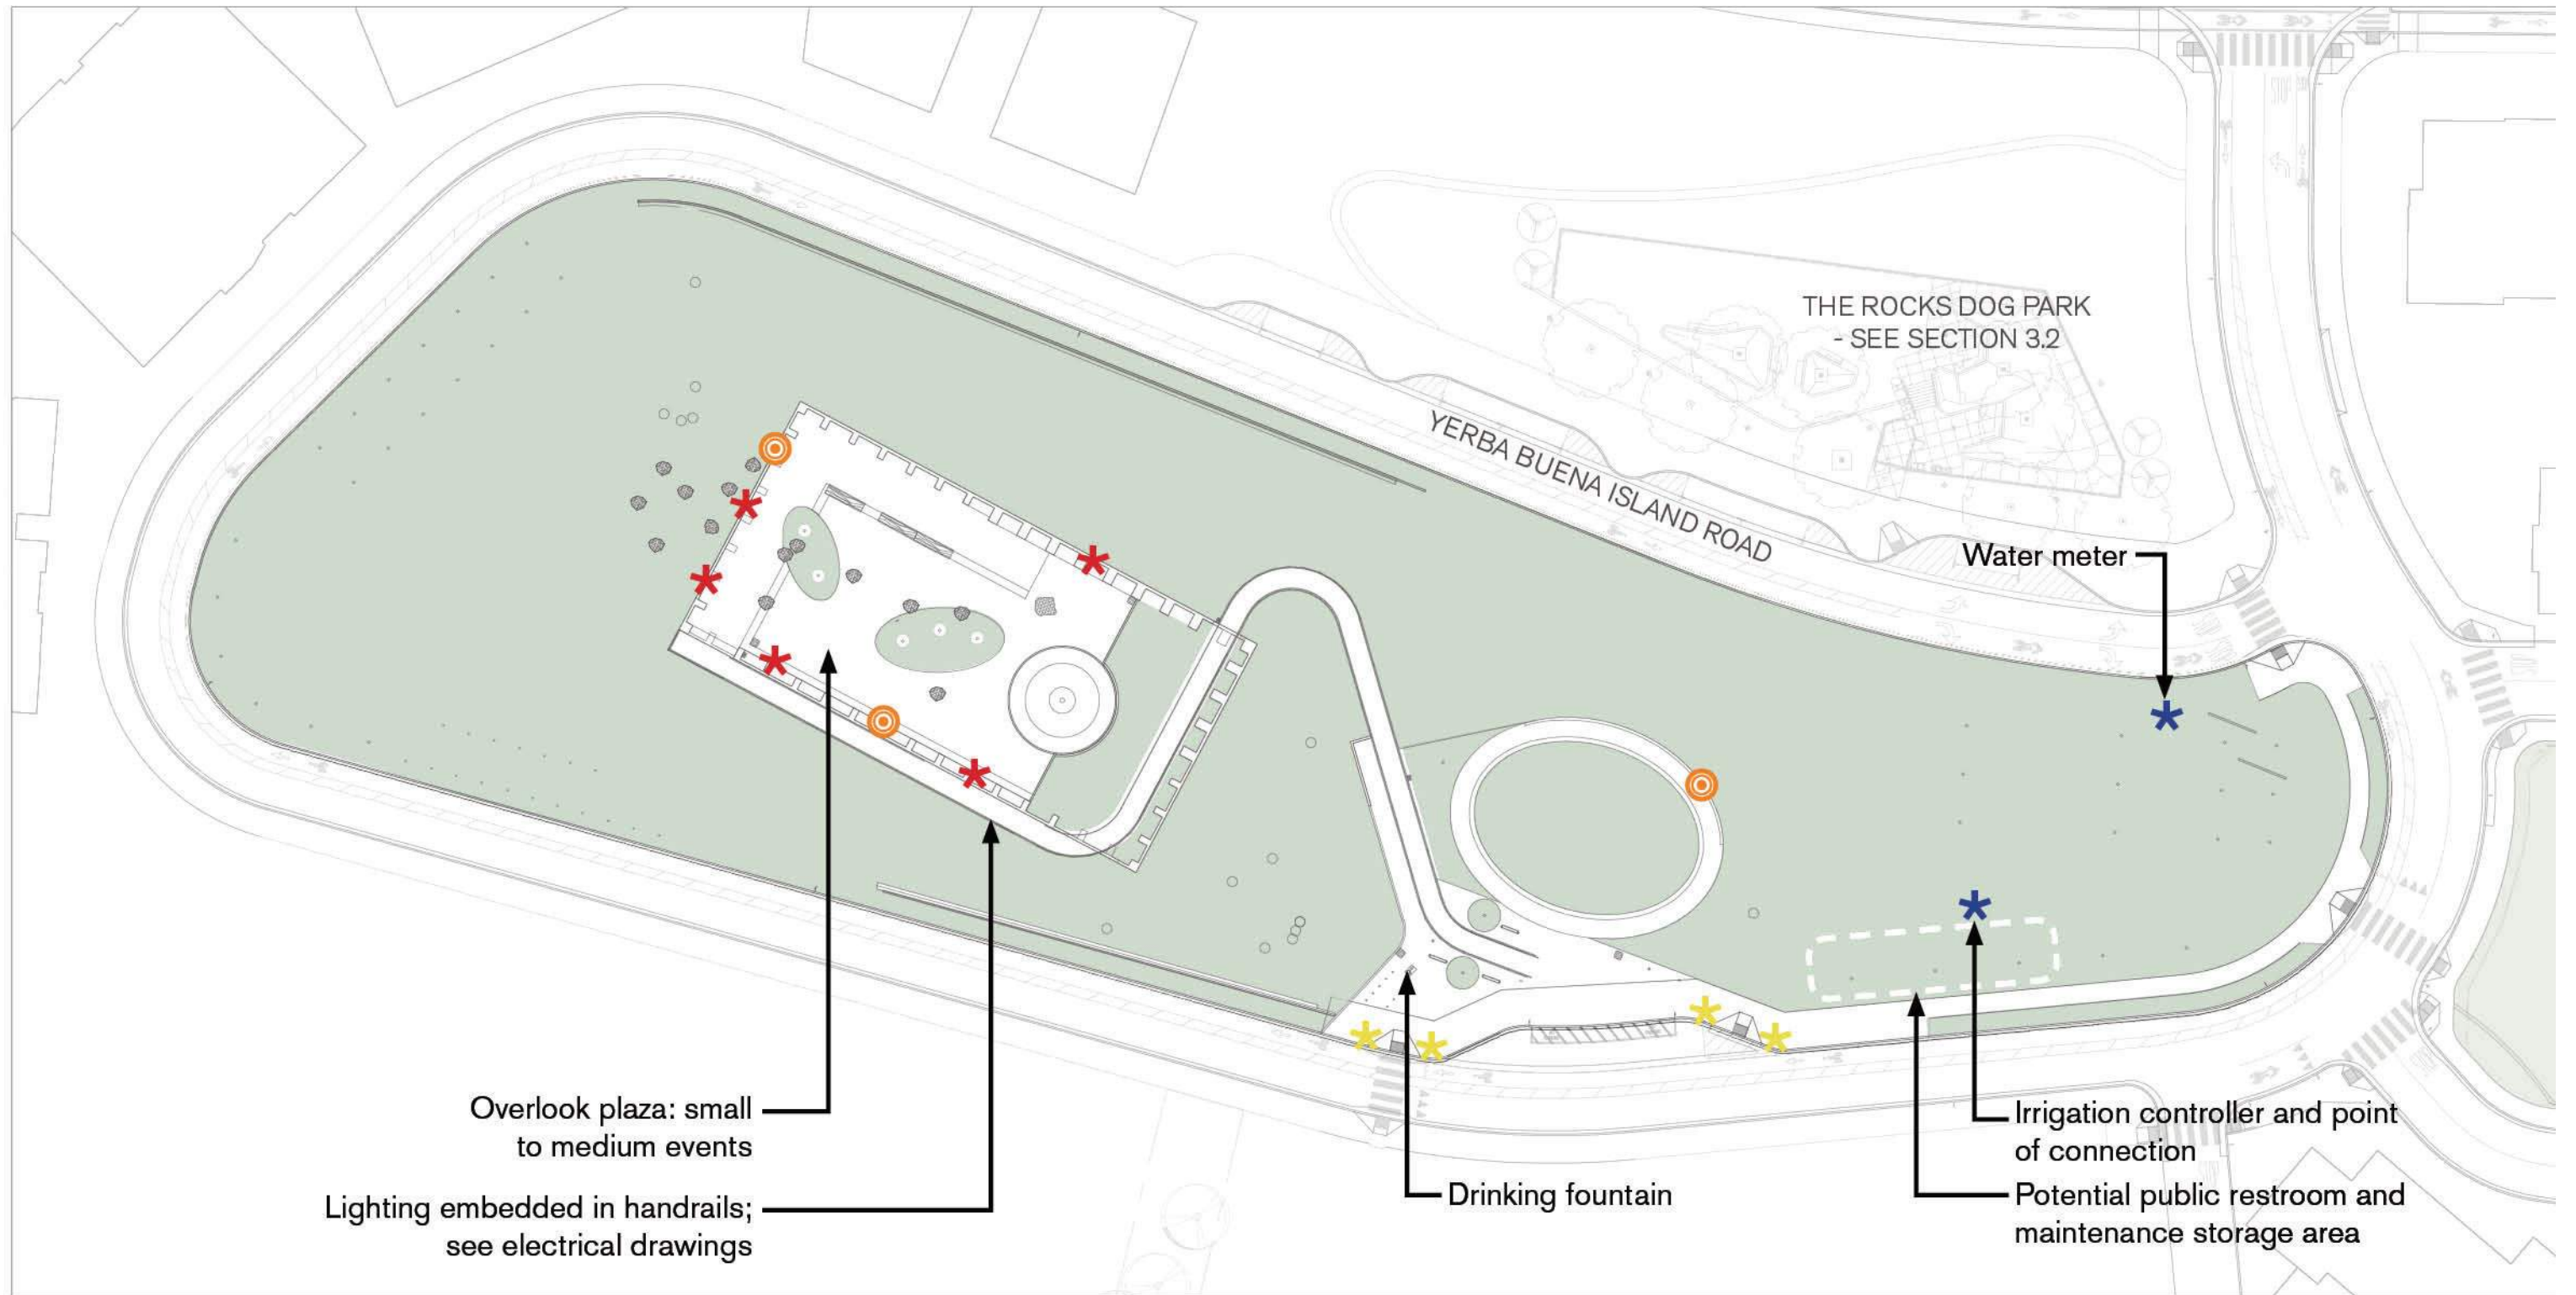 THE ROCKS DOG PARK
- SEE SECTION 3.2
YERBA BUENA ISLAND ROAD
Water meter
Overlook plaza: small
to medium events
Lighting embedded in handrails;
see electrical drawings
Drinking fountain
Irrigation controller and point
of connection
Potential public restroom and
maintenance storage area